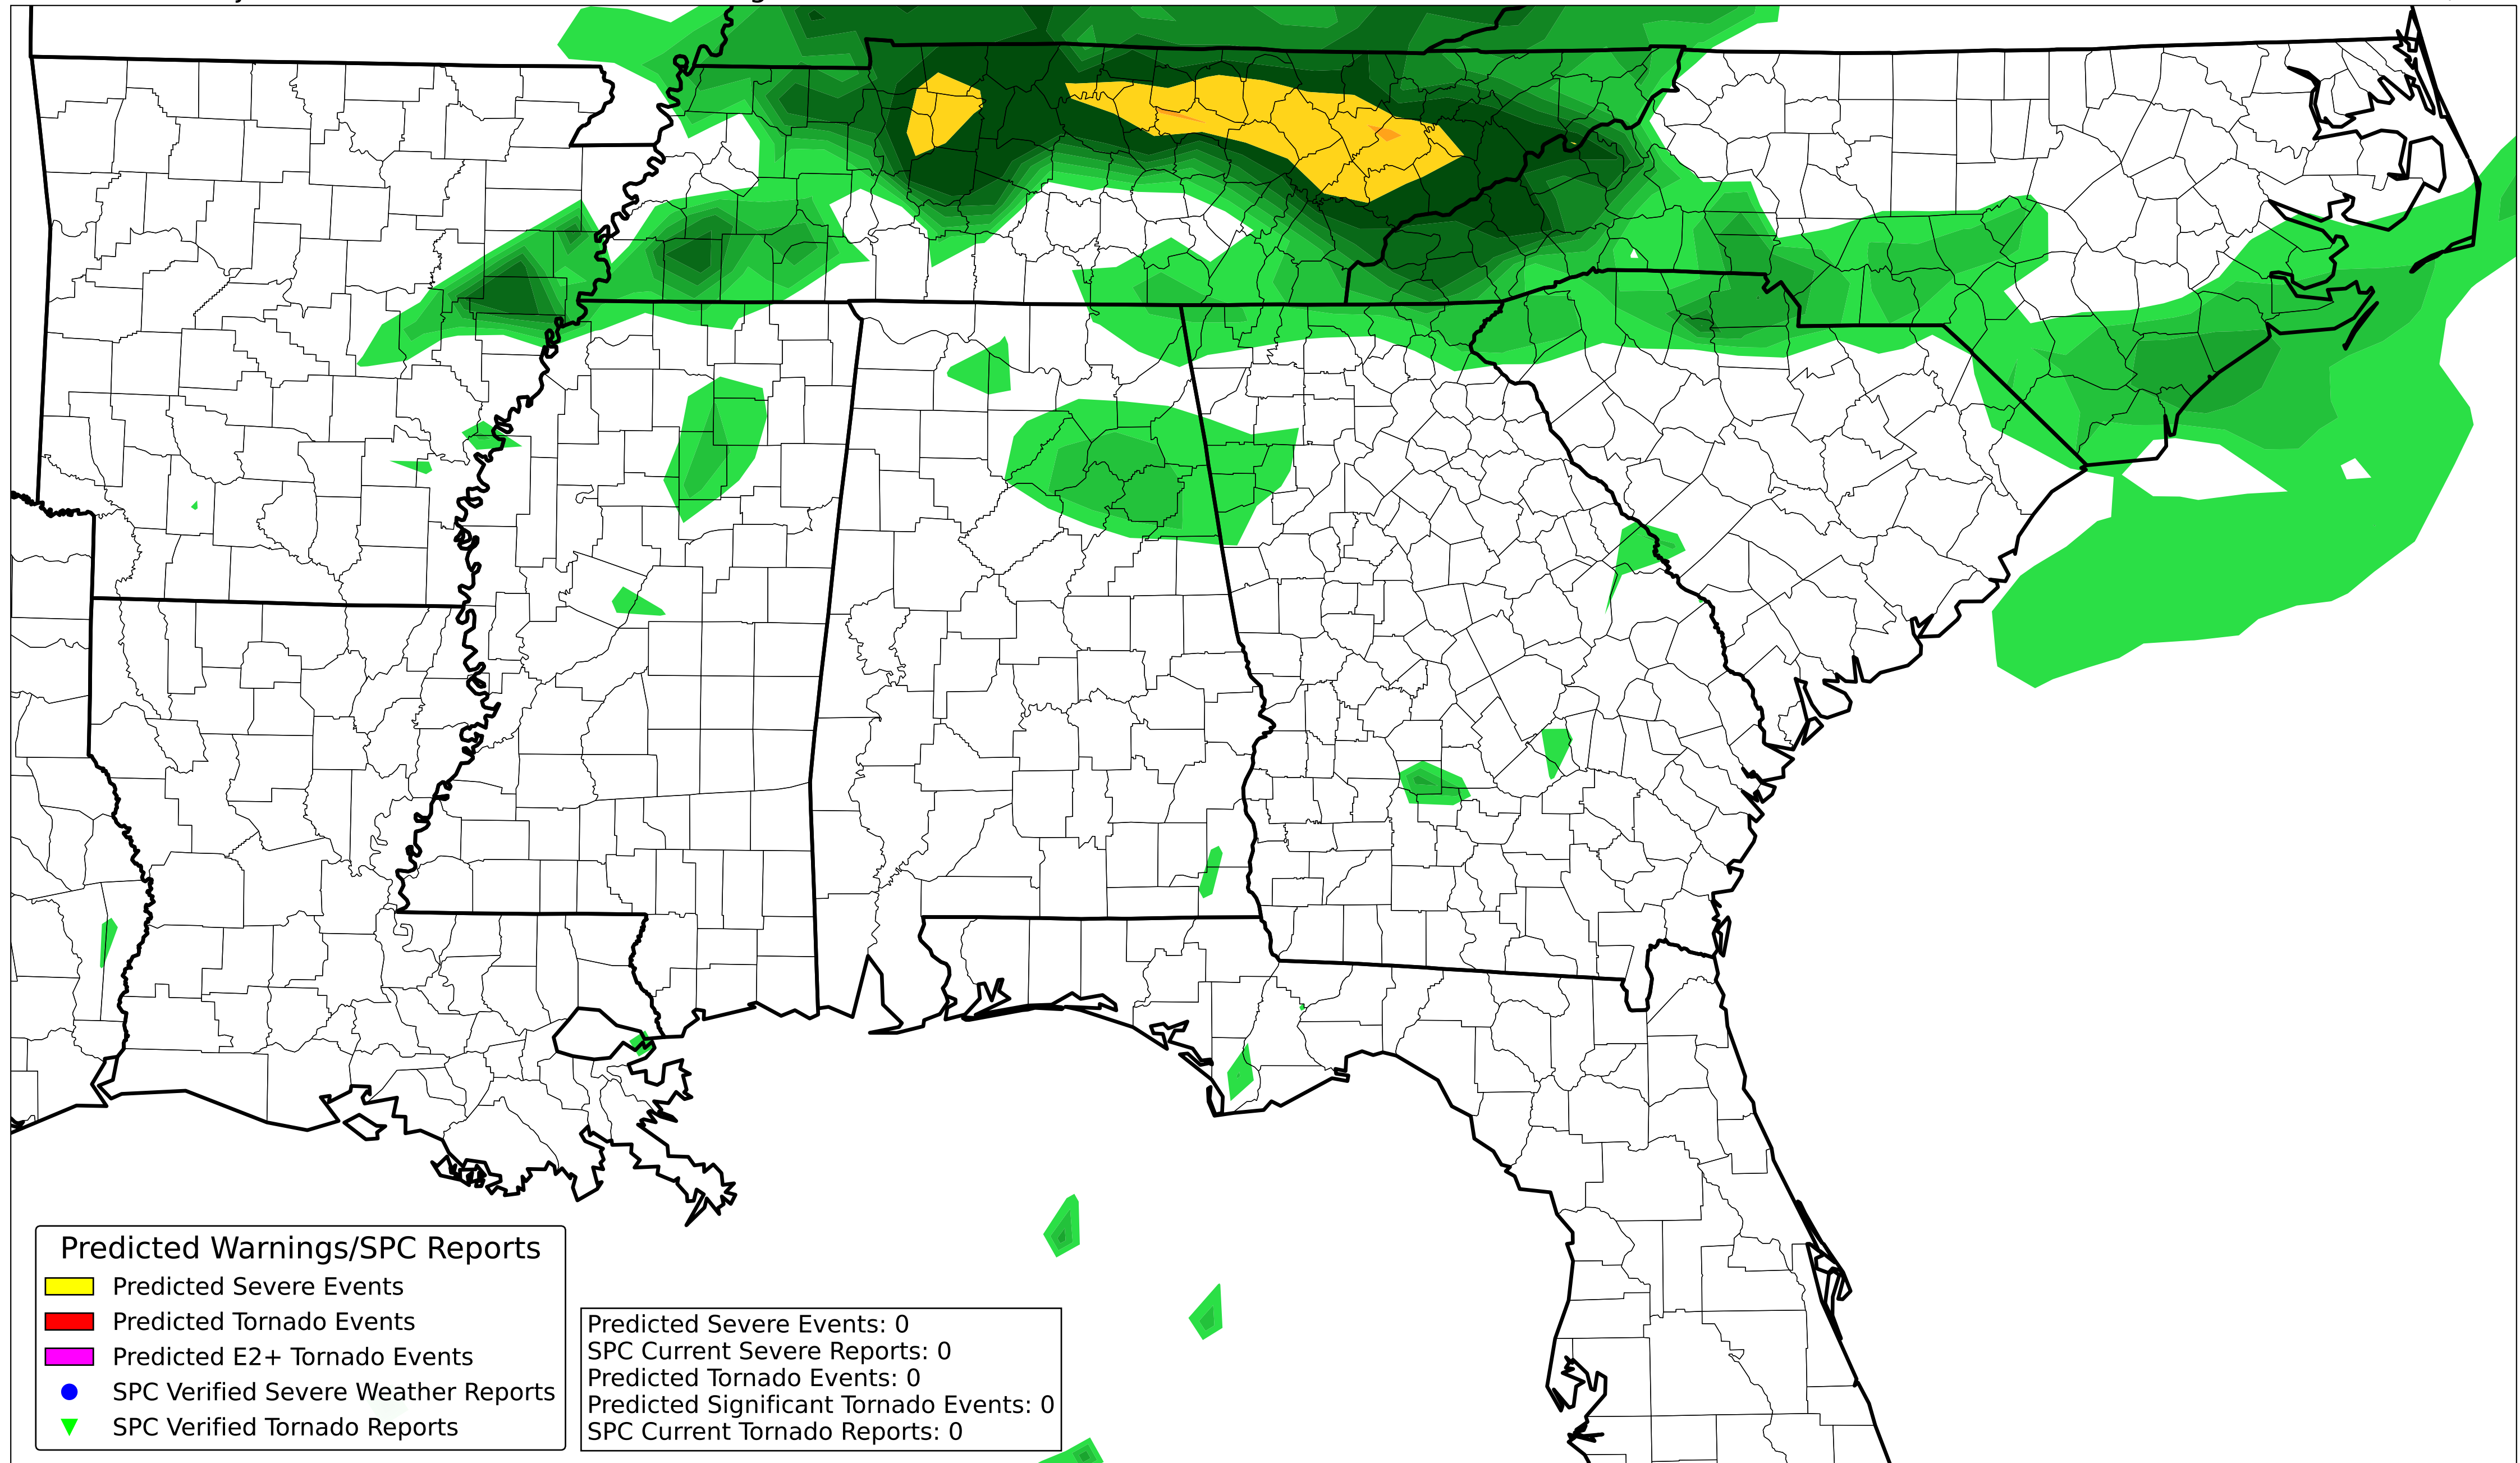 Predicted Warnings/SPC Reports
Predicted Severe Events
Predicted Tornado Events
Predicted E2+ Tornado Events
SPC Verified Severe Weather Reports
SPC Verified Tornado Reports
Predicted Severe Events: 0
SPC Current Severe Reports: 0
Predicted Tornado Events: 0
Predicted Significant Tornado Events: 0
SPC Current Tornado Reports: 0